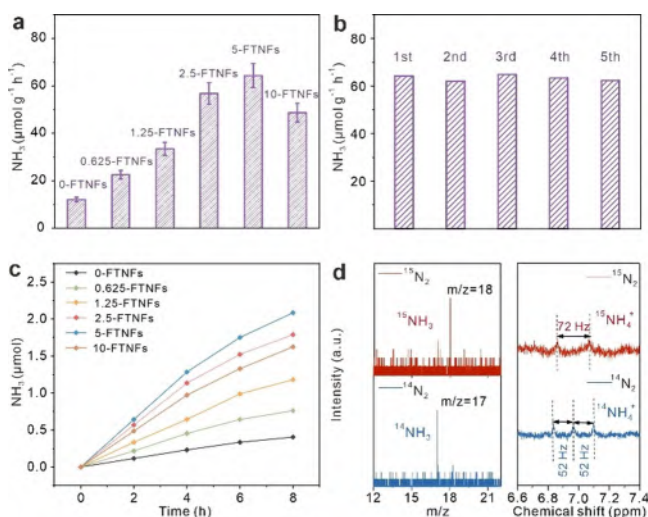 a
NH₃ (μmol g⁻¹ h⁻¹)
100
80
60
40
20
0
0-FTNFs
0.625-FTNFs
1.25-FTNFs
2.5-FTNFs
5-FTNFs
10-FTNFs
b
NH₃ (μmol g⁻¹ h⁻¹)
100
80
60
40
20
0
1st
2nd
3rd
4th
5th
c
NH₃ (μmol)
2.5
2.0
1.5
1.0
0.5
0.0
0-FTNFs
0.625-FTNFs
1.25-FTNFs
2.5-FTNFs
5-FTNFs
10-FTNFs
0 2 4 6 8
Time (h)
d
Intensity (a.u.)
¹⁵N₂
m/z=18
¹⁵NH₃
¹⁴N₂
m/z=17
¹⁴NH₃
12 15 18 21
m/z
¹⁵N₂
¹⁵NH₄⁺
72 Hz
¹⁴N₂
¹⁴NH₄⁺
52 Hz
52 Hz
6.6 6.8 7.0 7.2 7.4
Chemical shift (ppm)